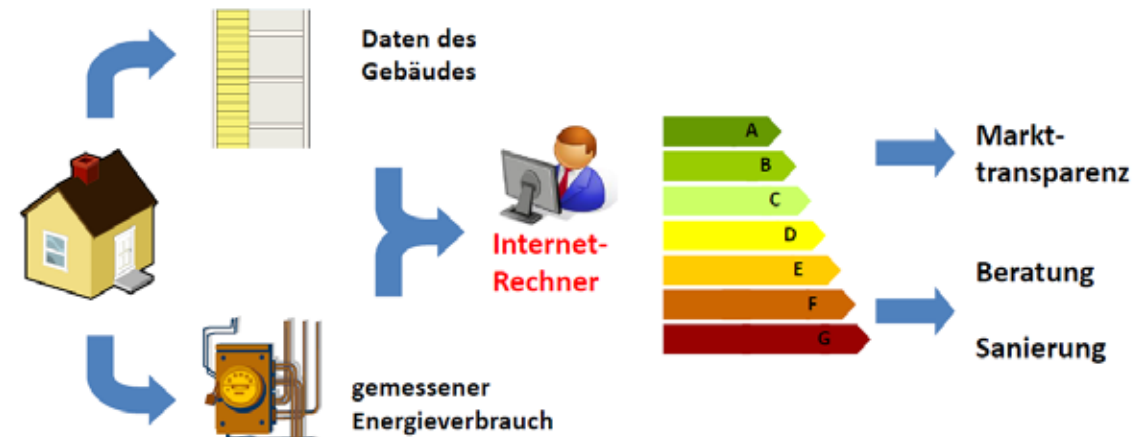 Daten des
Gebäudes
Internet-
Rechner
gemessener
Energieverbrauch
A
B
C
D
E
F
G
Markt-
transparenz
Beratung
Sanierung